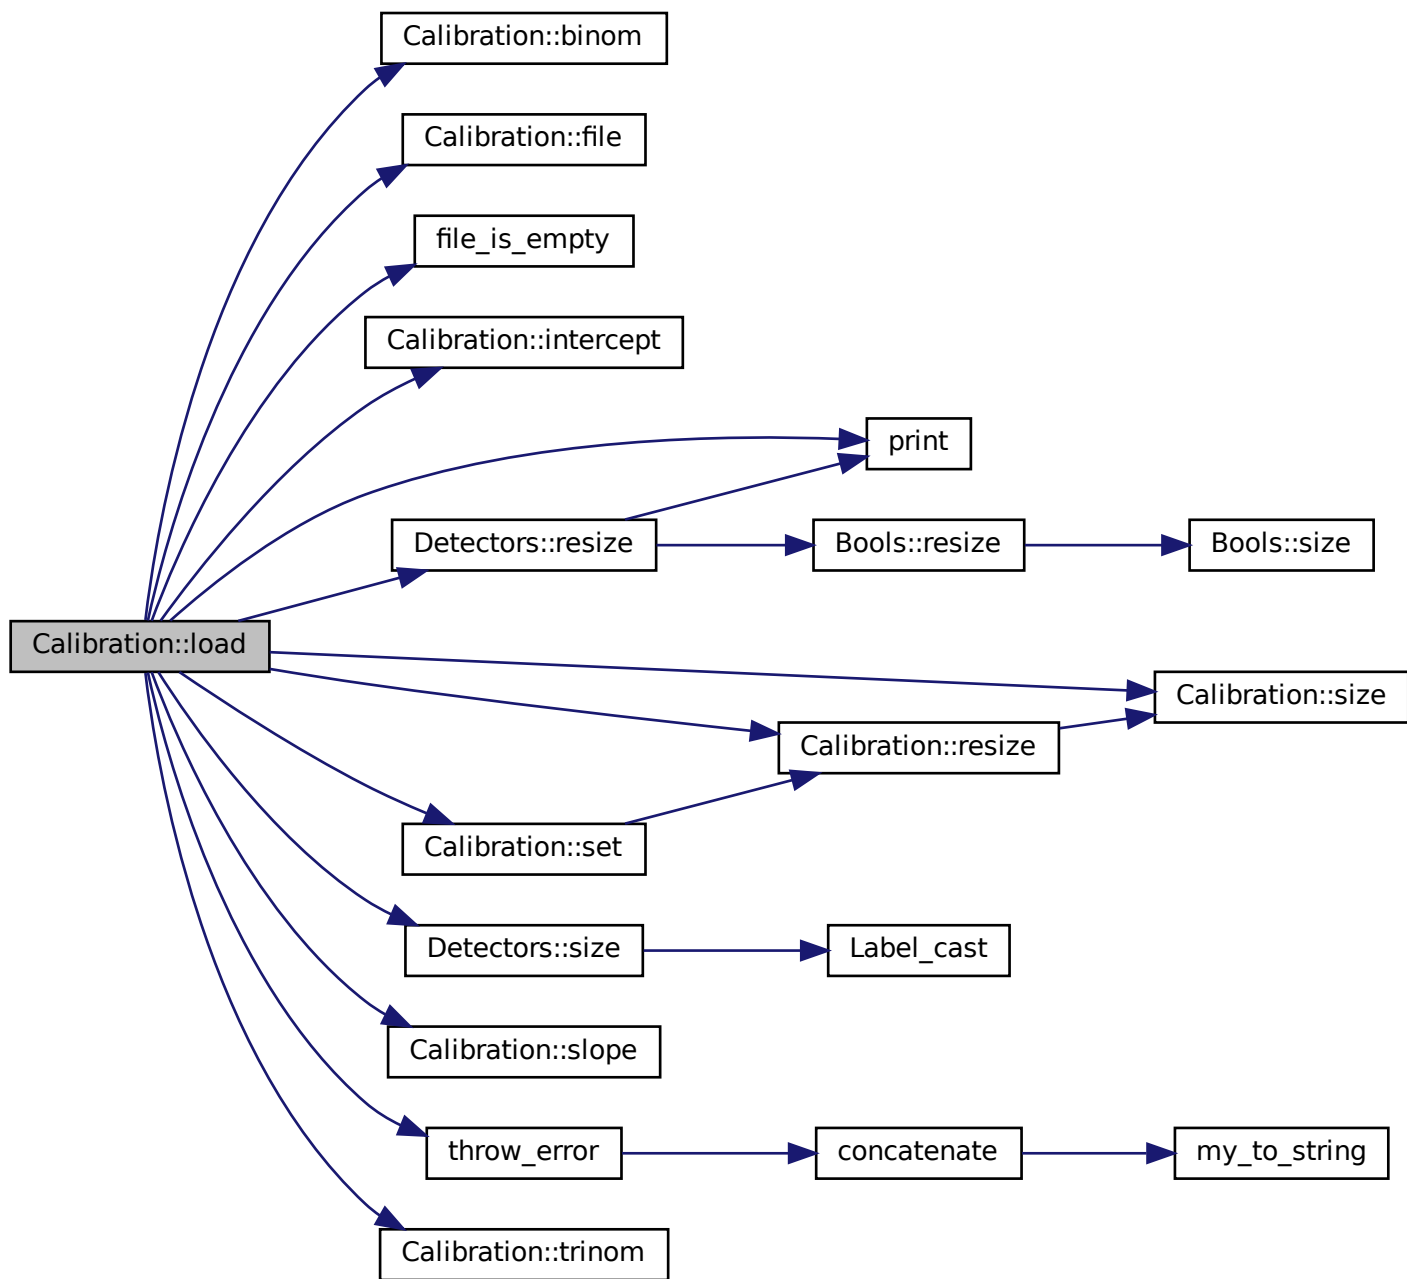 Calibration::binom
Calibration::file
file_is_empty
Calibration::intercept
print
Detectors::resize
Bools::resize
Bools::size
Calibration::load
Calibration::size
Calibration::resize
Calibration::set
Detectors::size
Label_cast
Calibration::slope
throw_error
concatenate
my_to_string
Calibration::trinom